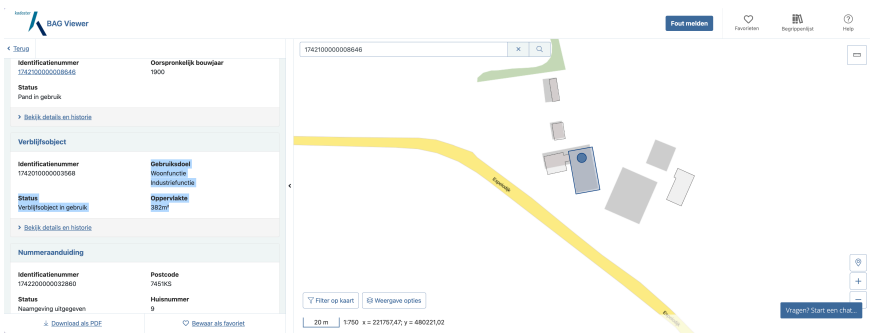 kadaster
BAG Viewer
Fout melden
Favorieten
Begrippenlijst
Help
‹ Terug
Identificatienummer
1742100000008646
Oorspronkelijk bouwjaar
1900
Status
Pand in gebruik
› Bekijk details en historie
Verblijfsobject
Identificatienummer
1742010000003568
Gebruiksdoel
Woonfunctie
Industriefunctie
Status
Verblijfsobject in gebruik
Oppervlakte
382m²
› Bekijk details en historie
Nummeraanduiding
Identificatienummer
1742200000032860
Postcode
7451KS
Status
Naamgeving uitgegeven
Huisnummer
9
Download als PDF
Bewaar als favoriet
1742100000008646
Filter op kaart
Weergave opties
20 m
1:750 x = 221757,47; y = 480221,02
Vragen? Start een chat...